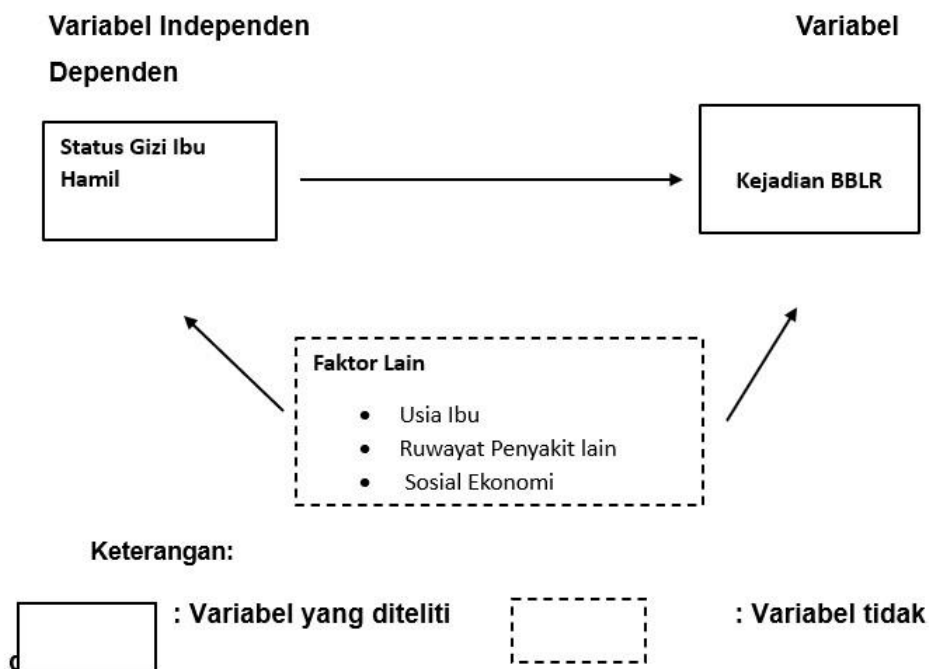 Variabel Independen Variabel
Dependen
Status Gizi Ibu
Hamil
Kejadian BBLR
Faktor Lain
• Usia Ibu
• Ruwayat Penyakit lain
• Sosial Ekonomi
Keterangan:
: Variabel yang diteliti : Variabel tidak